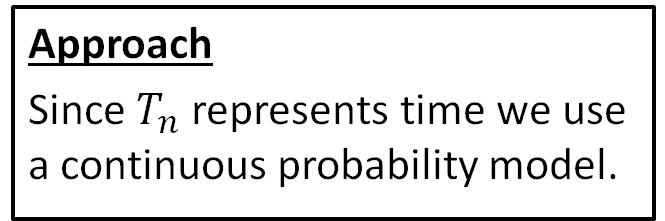 Approach
Since Tₙ represents time we use
a continuous probability model.